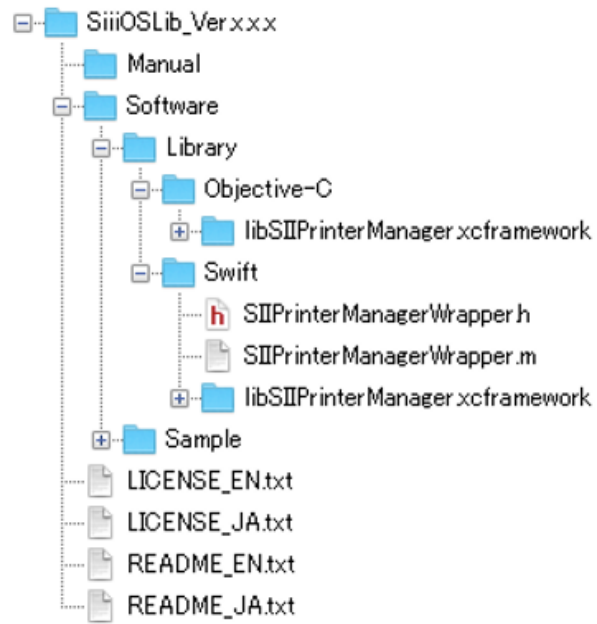 SiiiOSLib_Ver.x.x.x
Manual
Software
Library
Objective-C
libSIIPrinterManager.xcframework
Swift
h SIIPrinterManagerWrapper.h
SIIPrinterManagerWrapper.m
libSIIPrinterManager.xcframework
Sample
LICENSE_EN.txt
LICENSE_JA.txt
README_EN.txt
README_JA.txt